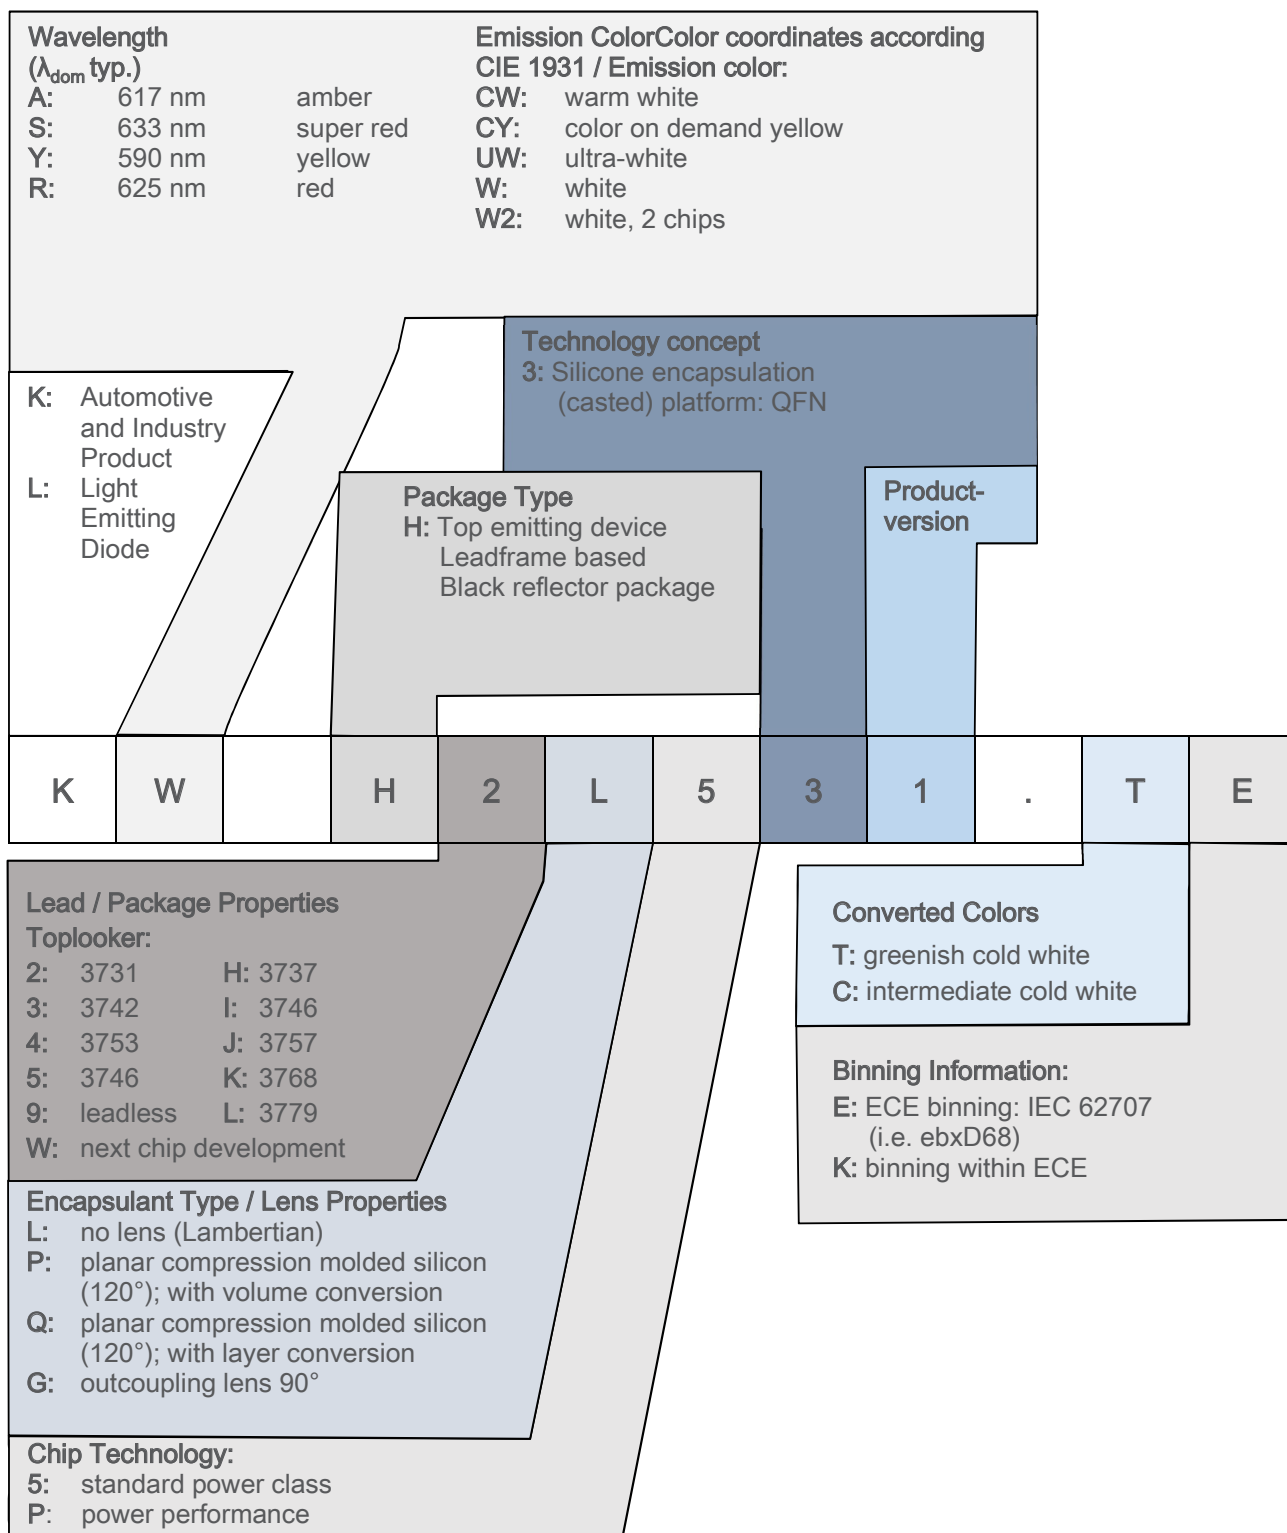 Wavelength
(λdom typ.)
A: 617 nm amber
S: 633 nm super red
Y: 590 nm yellow
R: 625 nm red
Emission ColorColor coordinates according
CIE 1931 / Emission color:
CW: warm white
CY: color on demand yellow
UW: ultra-white
W: white
W2: white, 2 chips
Technology concept
3: Silicone encapsulation
(casted) platform: QFN
K: Automotive
and Industry
Product
L: Light
Emitting
Diode
Package Type
H: Top emitting device
Leadframe based
Black reflector package
Product-
version
K W H 2 L 5 3 1 . T E
Lead / Package Properties
Toplooker:
2: 3731 H: 3737
3: 3742 I: 3746
4: 3753 J: 3757
5: 3746 K: 3768
9: leadless L: 3779
W: next chip development
Converted Colors
T: greenish cold white
C: intermediate cold white
Binning Information:
E: ECE binning: IEC 62707
(i.e. ebxD68)
K: binning within ECE
Encapsulant Type / Lens Properties
L: no lens (Lambertian)
P: planar compression molded silicon
(120°); with volume conversion
Q: planar compression molded silicon
(120°); with layer conversion
G: outcoupling lens 90°
Chip Technology:
5: standard power class
P: power performance